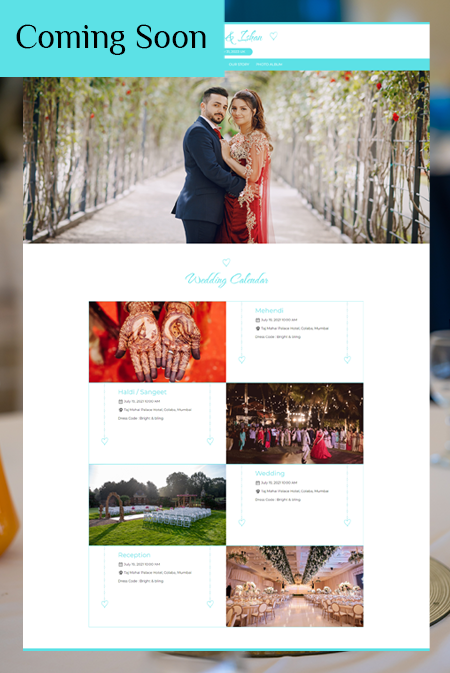 Coming Soon
& Ishan
OUR STORY PHOTO ALBUM
Wedding Calendar
Mehendi
July 15, 2021 10:00 AM
Taj Mahal Palace Hotel, Colaba, Mumbai
Dress Code : Bright & bling
Haldi / Sangeet
July 15, 2021 10:00 AM
Taj Mahal Palace Hotel, Colaba, Mumbai
Dress Code : Bright & bling
Wedding
July 15, 2021 10:00 AM
Taj Mahal Palace Hotel, Colaba, Mumbai
Dress Code : Bright & bling
Reception
July 15, 2021 10:00 AM
Taj Mahal Palace Hotel, Colaba, Mumbai
Dress Code : Bright & bling